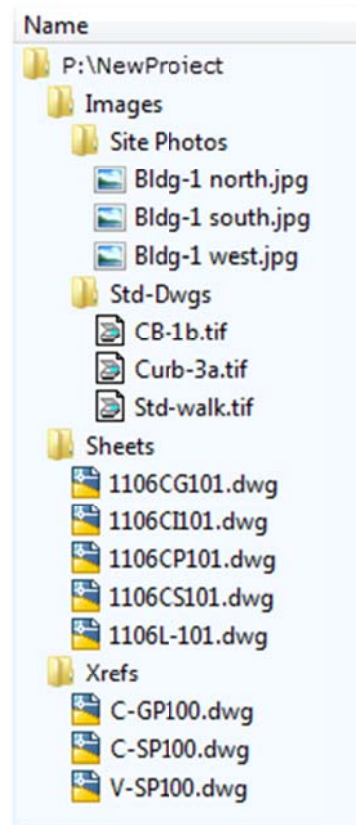 Name
P:\NewProject
Images
Site Photos
Bldg-1 north.jpg
Bldg-1 south.jpg
Bldg-1 west.jpg
Std-Dwgs
CB-1b.tif
Curb-3a.tif
Std-walk.tif
Sheets
1106CG101.dwg
1106CI101.dwg
1106CP101.dwg
1106CS101.dwg
1106L-101.dwg
Xrefs
C-GP100.dwg
C-SP100.dwg
V-SP100.dwg